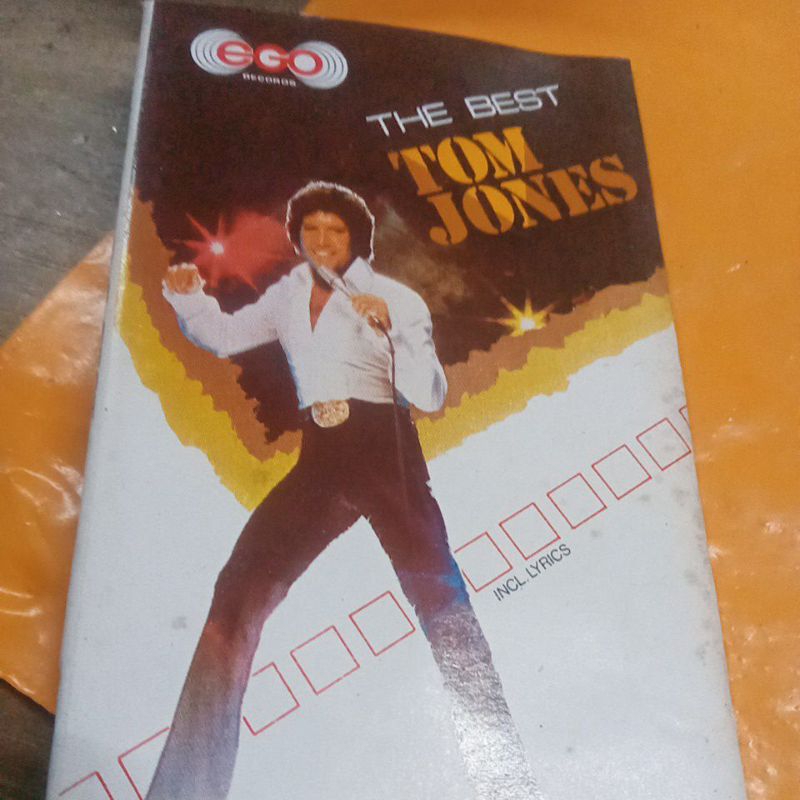 EGO
RECORDS
THE BEST
TOM
JONES
INCL. LYRICS